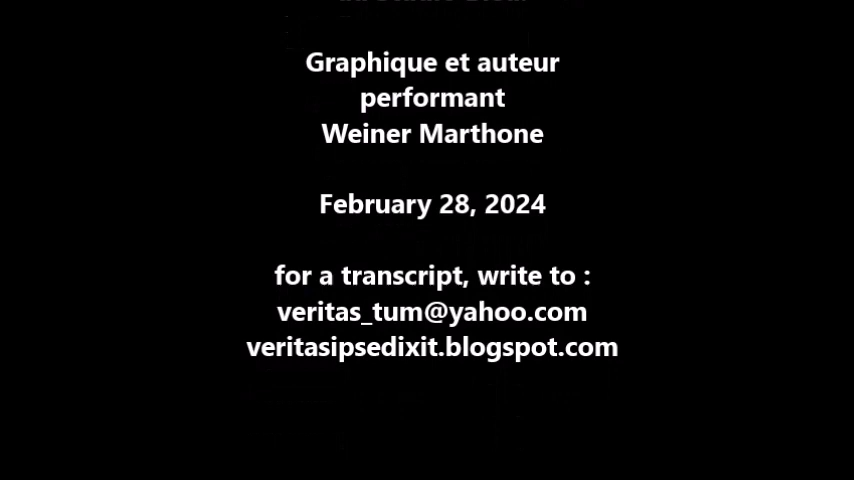 Graphique et auteur
performant
Weiner Marthone
February 28, 2024
for a transcript, write to :
veritas_tum@yahoo.com
veritasipsedixit.blogspot.com